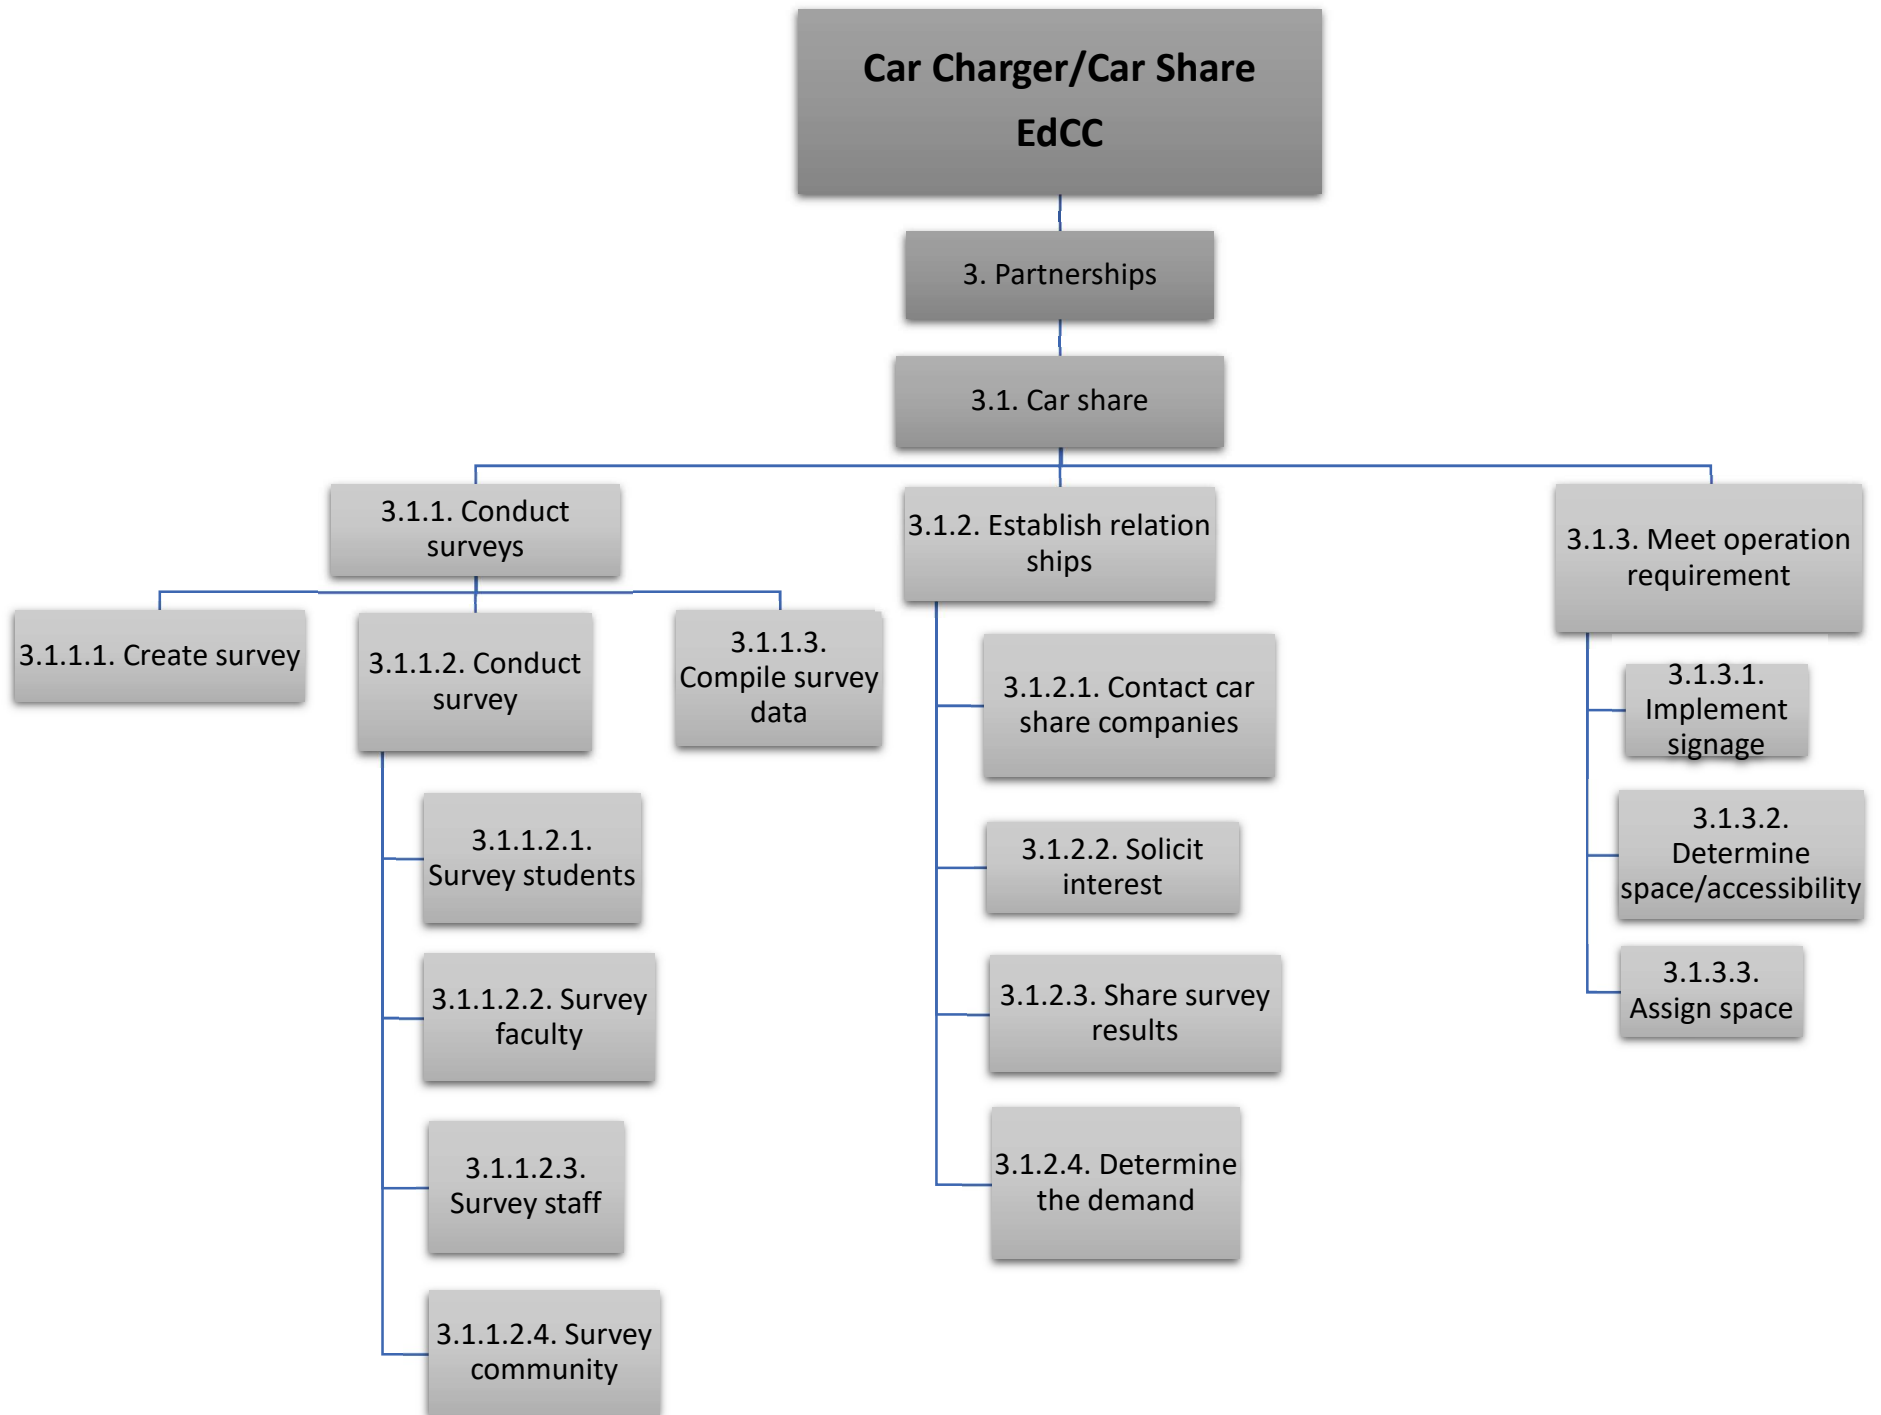 Car Charger/Car Share
EdCC
3. Partnerships
3.1. Car share
3.1.1. Conduct
surveys
3.1.1.1. Create survey
3.1.1.2. Conduct
survey
3.1.1.2.1.
Survey students
3.1.1.2.2. Survey
faculty
3.1.1.2.3.
Survey staff
3.1.1.2.4. Survey
community
3.1.1.3.
Compile survey
data
3.1.2. Establish relation
ships
3.1.2.1. Contact car
share companies
3.1.2.2. Solicit
interest
3.1.2.3. Share survey
results
3.1.2.4. Determine
the demand
3.1.3. Meet operation
requirement
3.1.3.1.
Implement
signage
3.1.3.2.
Determine
space/accessibility
3.1.3.3.
Assign space